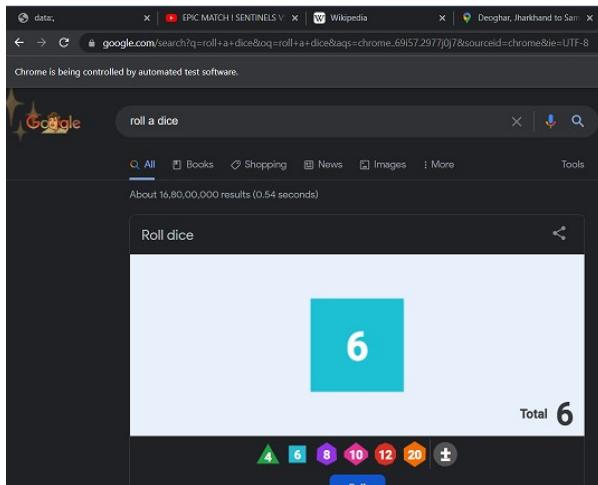 data:, EPIC MATCH ! SENTINELS V Wikipedia Deoghar, Jharkhand to Sam
google.com/search?q=roll+a+dice&oq=roll+a+dice&aqs=chrome..69i57.2977j0j7&sourceid=chrome&ie=UTF-8
Chrome is being controlled by automated test software.
Google roll a dice
All Books Shopping News Images More Tools
About 16,80,00,000 results (0.54 seconds)
Roll dice
6
Total 6
4 6 8 10 12 20 ±